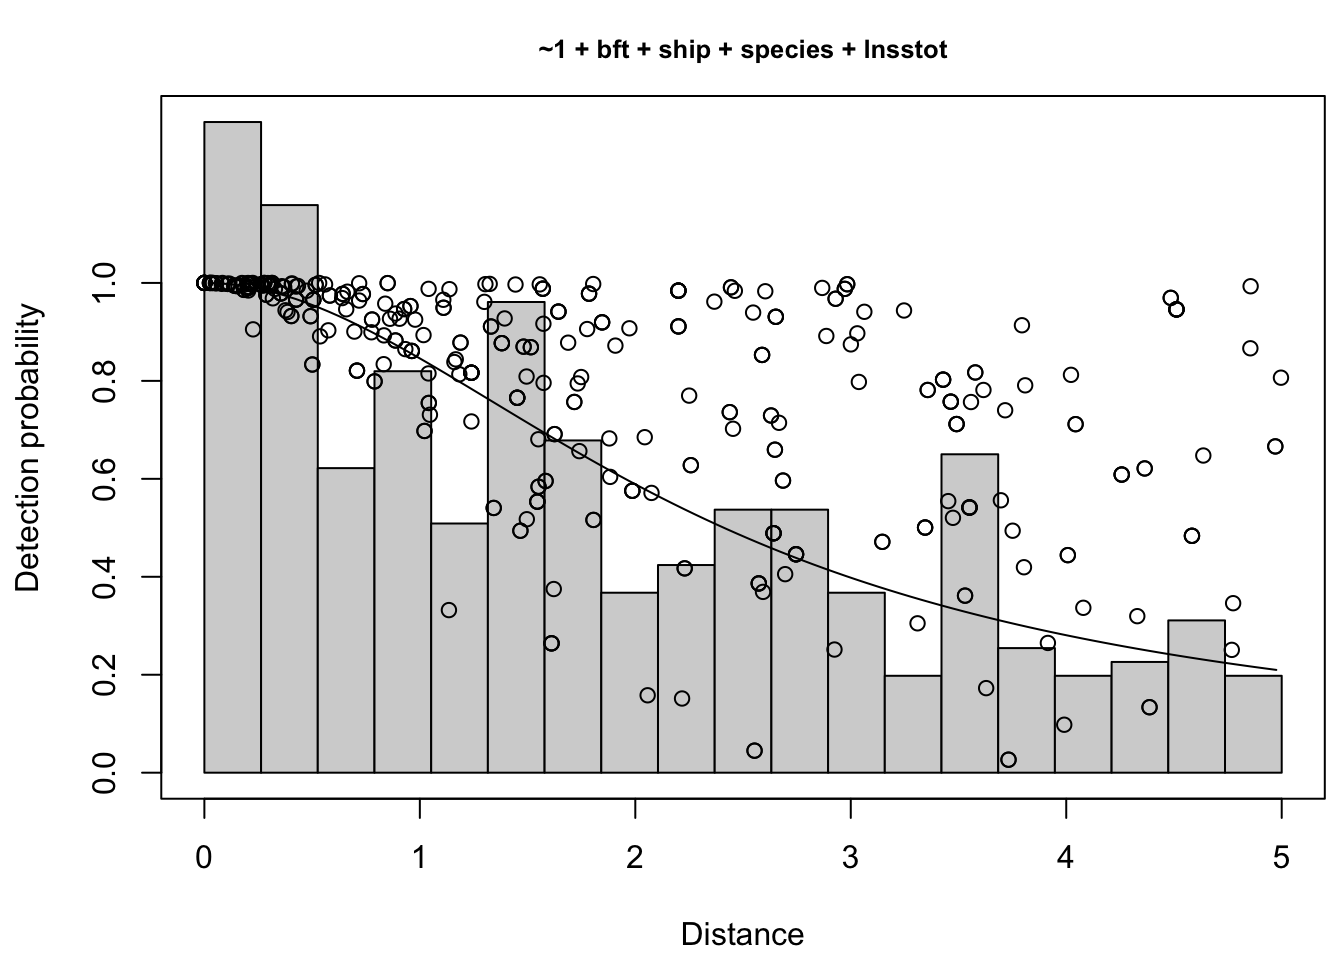 ~1 + bft + ship + species + lnsstot
Detection probability
1.0
0.8
0.6
0.4
0.2
0.0
0 1 2 3 4 5
Distance